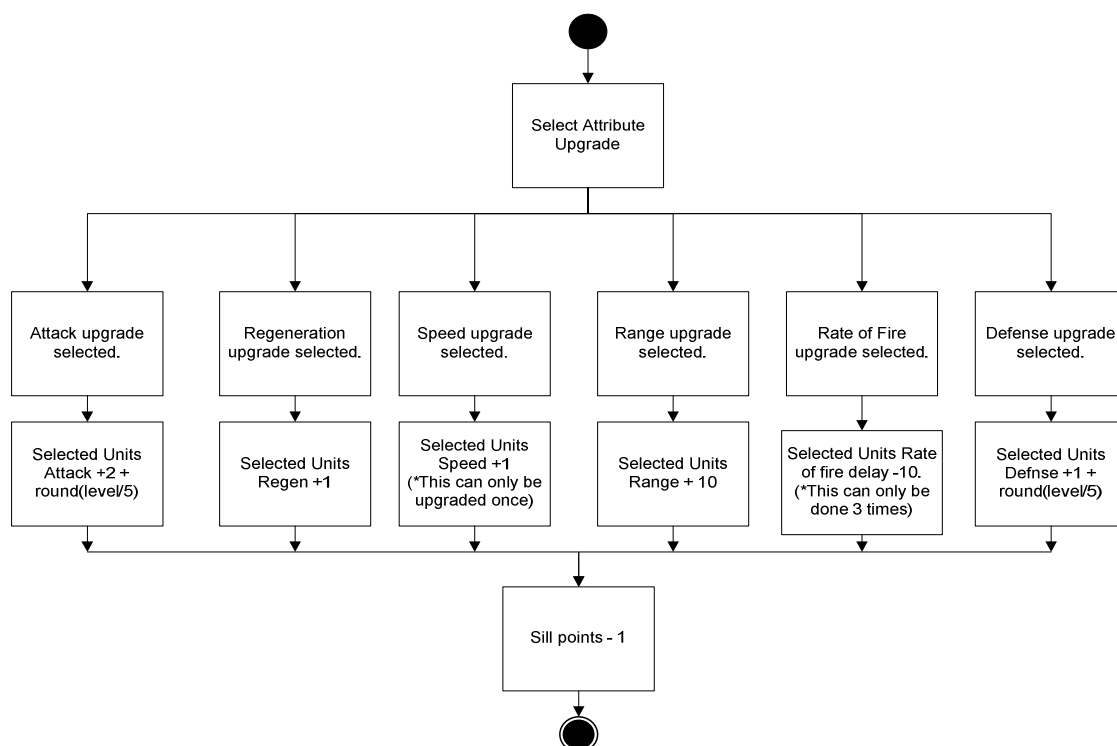 Select Attribute
Upgrade
Attack upgrade
selected.
Regeneration
upgrade selected.
Speed upgrade
selected.
Range upgrade
selected.
Rate of Fire
upgrade selected.
Defense upgrade
selected.
Selected Units
Attack +2 +
round(level/5)
Selected Units
Regen +1
Selected Units
Speed +1
(*This can only be
upgraded once)
Selected Units
Range + 10
Selected Units Rate
of fire delay -10.
(*This can only be
done 3 times)
Selected Units
Defnse +1 +
round(level/5)
Sill points - 1